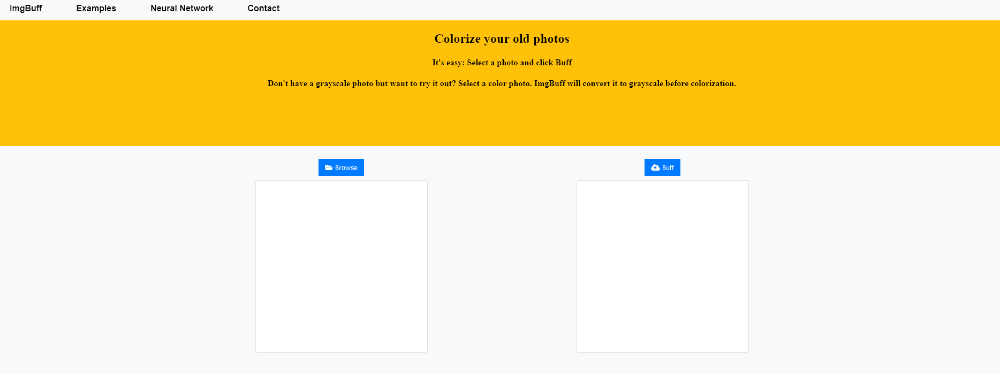 ImgBuff Examples Neural Network Contact
Colorize your old photos
It's easy: Select a photo and click Buff
Don't have a grayscale photo but want to try it out? Select a color photo. ImgBuff will convert it to grayscale before colorization.
Browse Buff